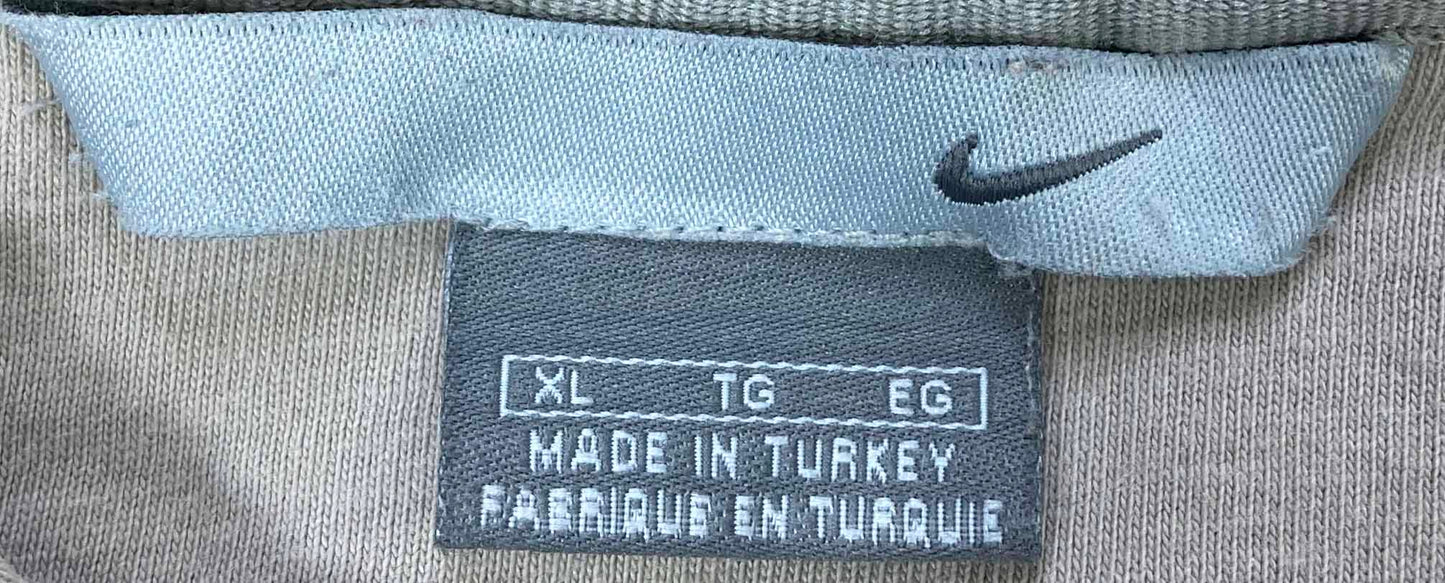 XL TG EG
MADE IN TURKEY
FABRIQUE EN TURQUIE